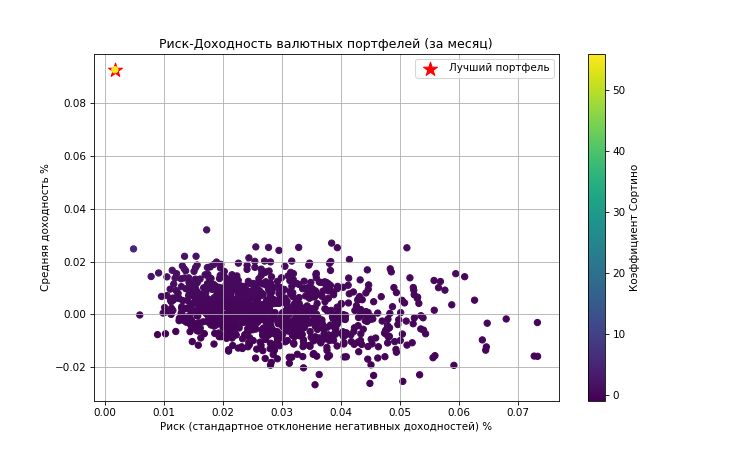 Риск-Доходность валютных портфелей (за месяц)
Лучший портфель
Средняя доходность %
0.08
0.06
0.04
0.02
0.00
−0.02
0.00 0.01 0.02 0.03 0.04 0.05 0.06 0.07
Риск (стандартное отклонение негативных доходностей) %
50
40
30
20
10
0
Коэффициент Сортино